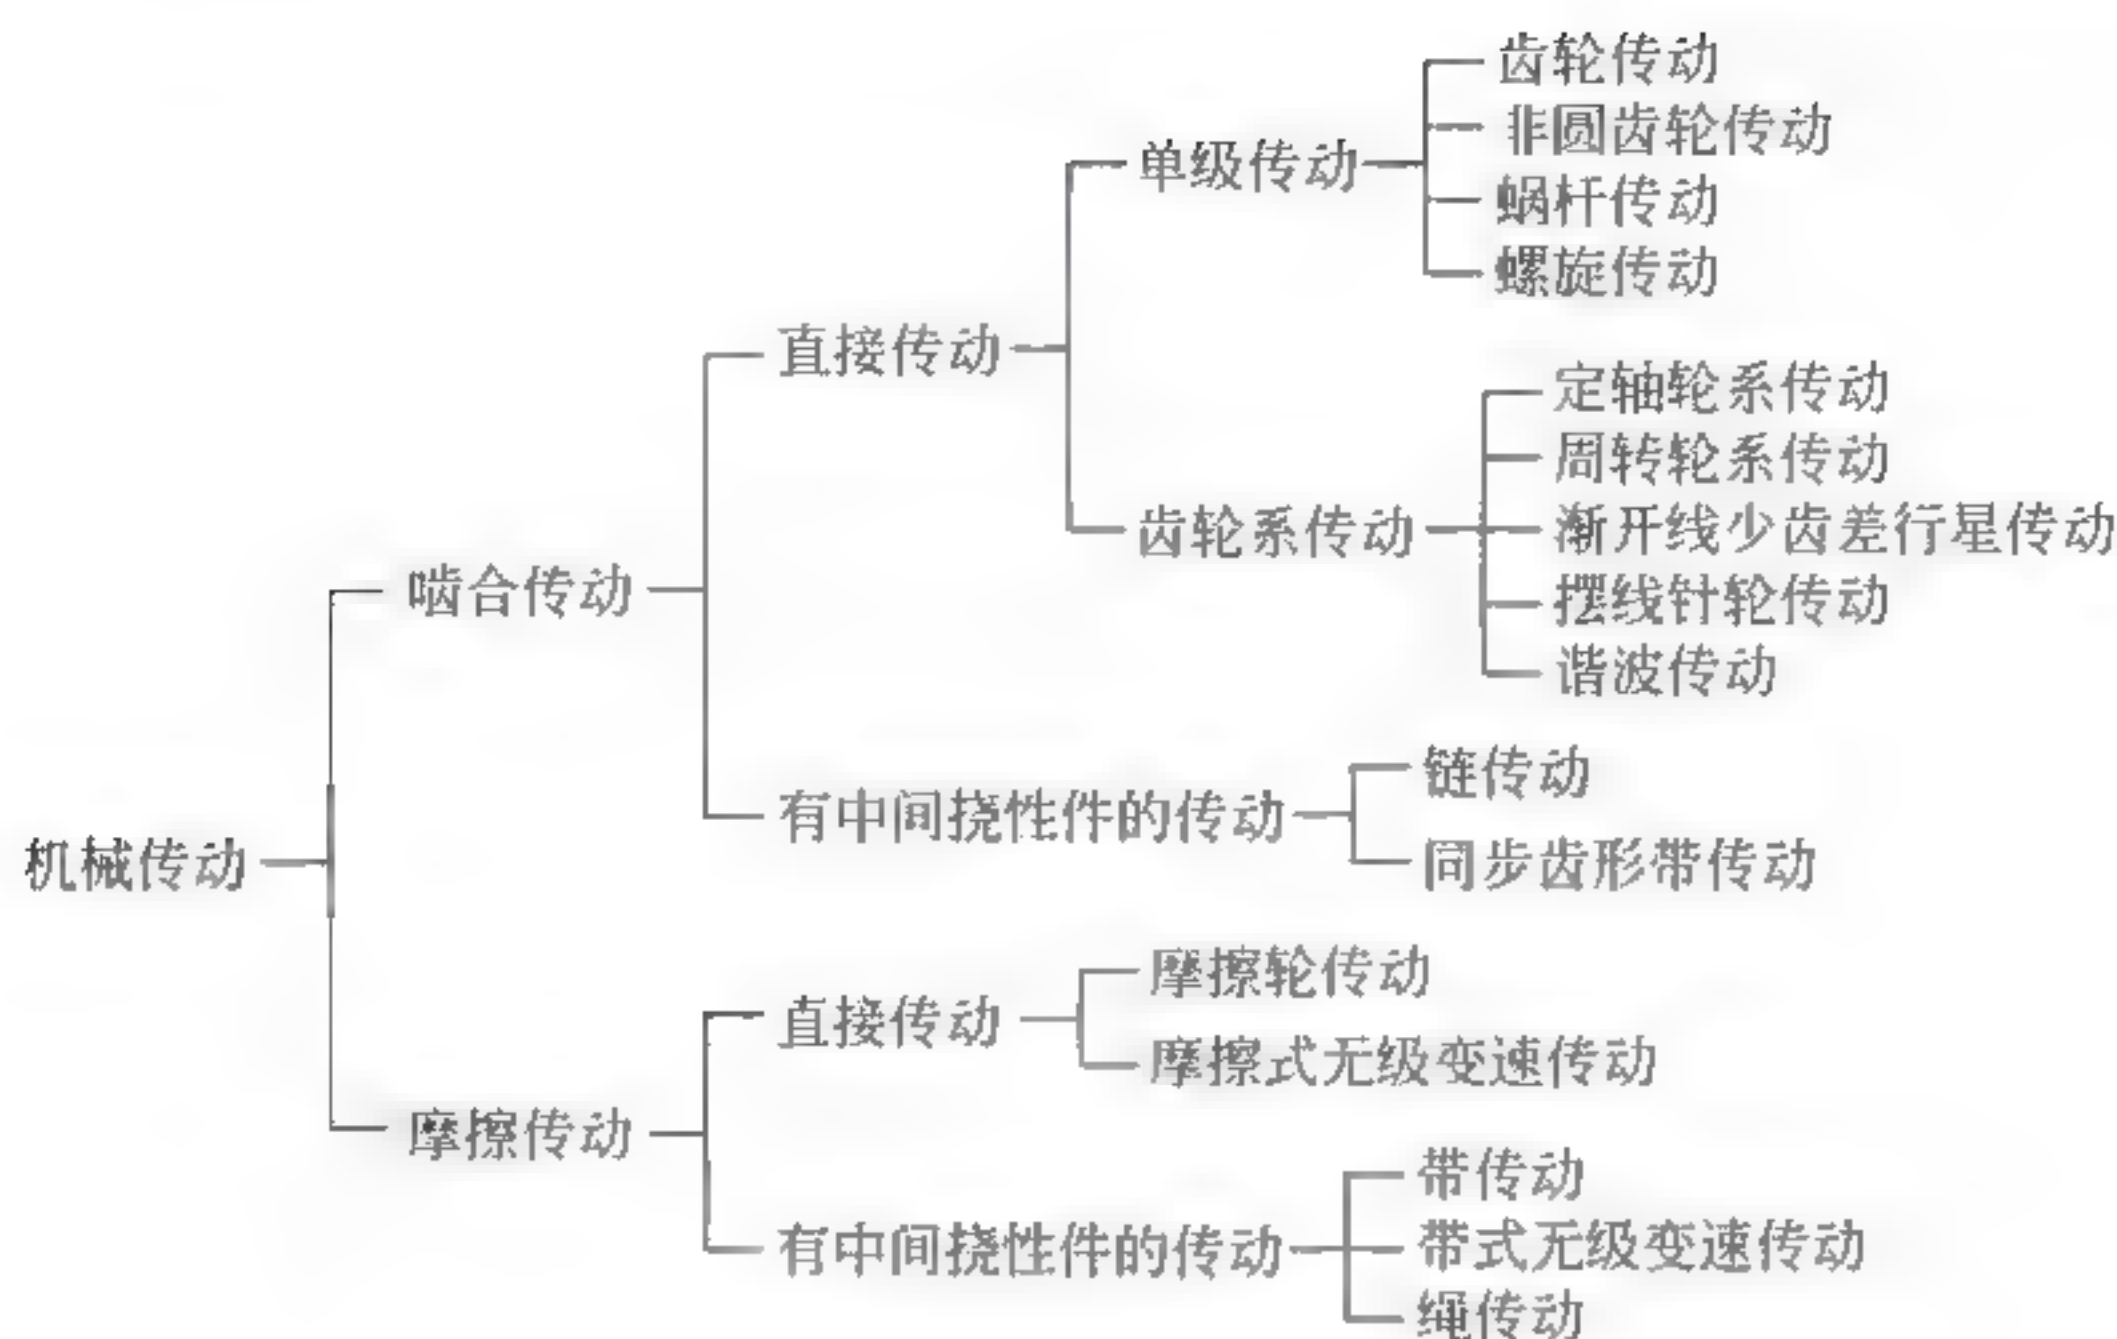 齿轮传动
非圆齿轮传动
单级传动
蜗杆传动
螺旋传动
直接传动
定轴轮系传动
周转轮系传动
齿轮系传动
渐开线少齿差行星传动
啮合传动
摆线针轮传动
谐波传动
链传动
有中间挠性件的传动
机械传动
同步齿形带传动
摩擦轮传动
直接传动
摩擦式无级变速传动
摩擦传动
带传动
有中间挠性件的传动
带式无级变速传动
绳传动